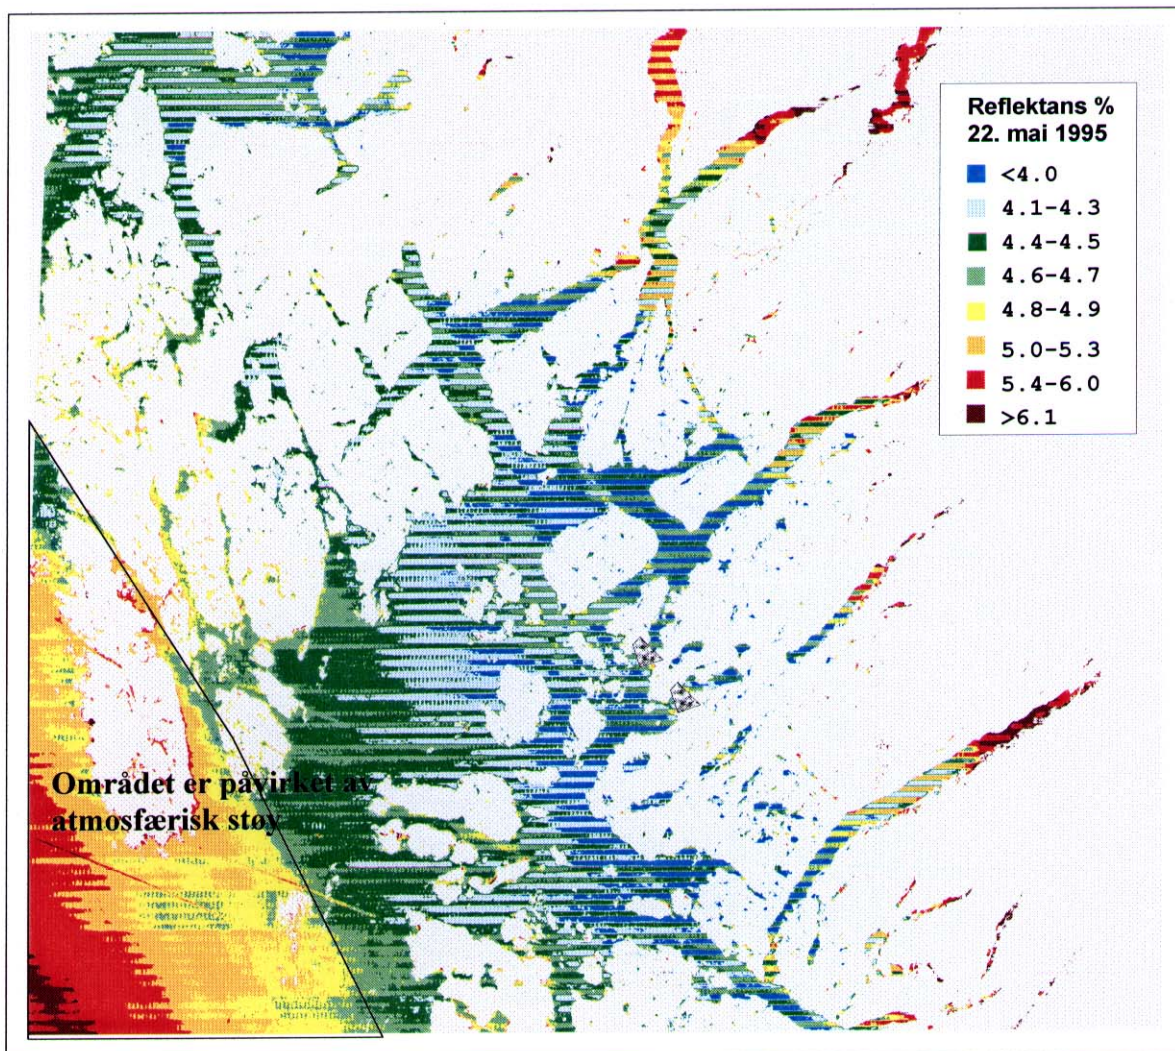 Reflektans %
22. mai 1995
<4.0
4.1-4.3
4.4-4.5
4.6-4.7
4.8-4.9
5.0-5.3
5.4-6.0
>6.1
Området er påvirket av
atmosfærisk støy